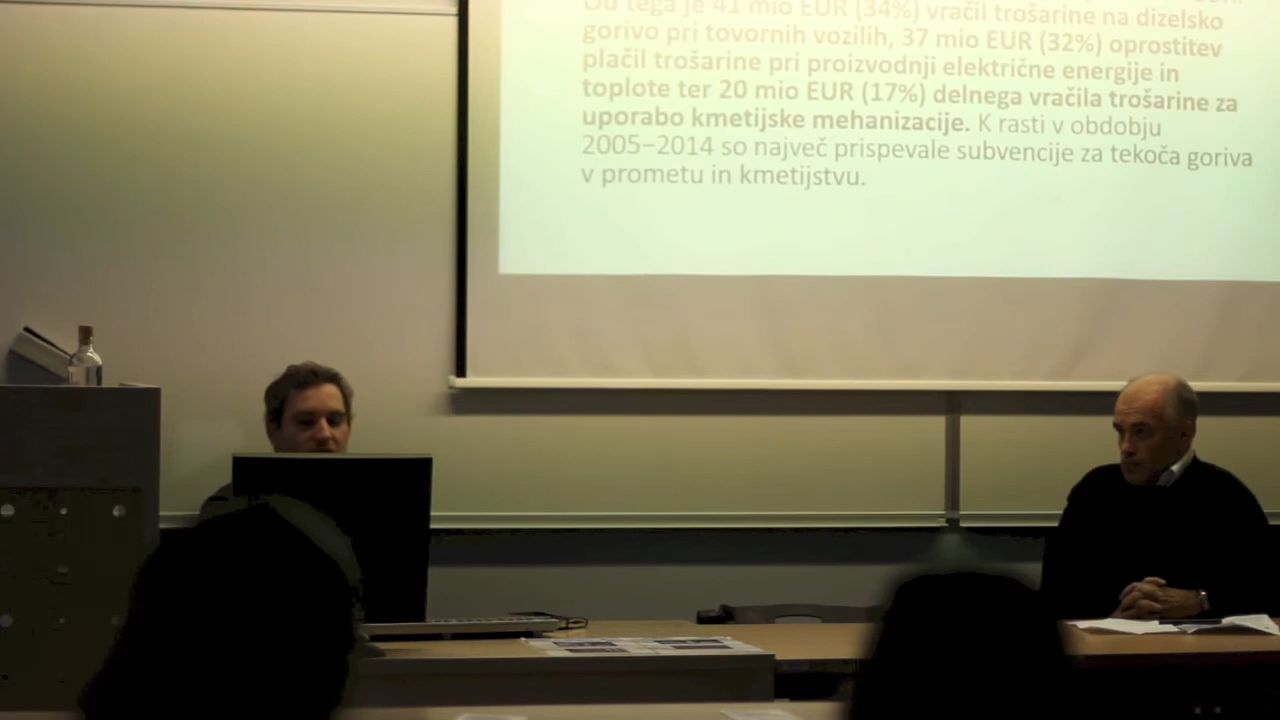 Od tega je 41 mio EUR (34%) vračil trošarine na dizelsko
gorivo pri tovornih vozilih, 37 mio EUR (32%) oprostitev
plačil trošarine pri proizvodnji električne energije in
toplote ter 20 mio EUR (17%) delnega vračila trošarine za
uporabo kmetijske mehanizacije. K rasti v obdobju
2005–2014 so največ prispevale subvencije za tekoča goriva
v prometu in kmetijstvu.